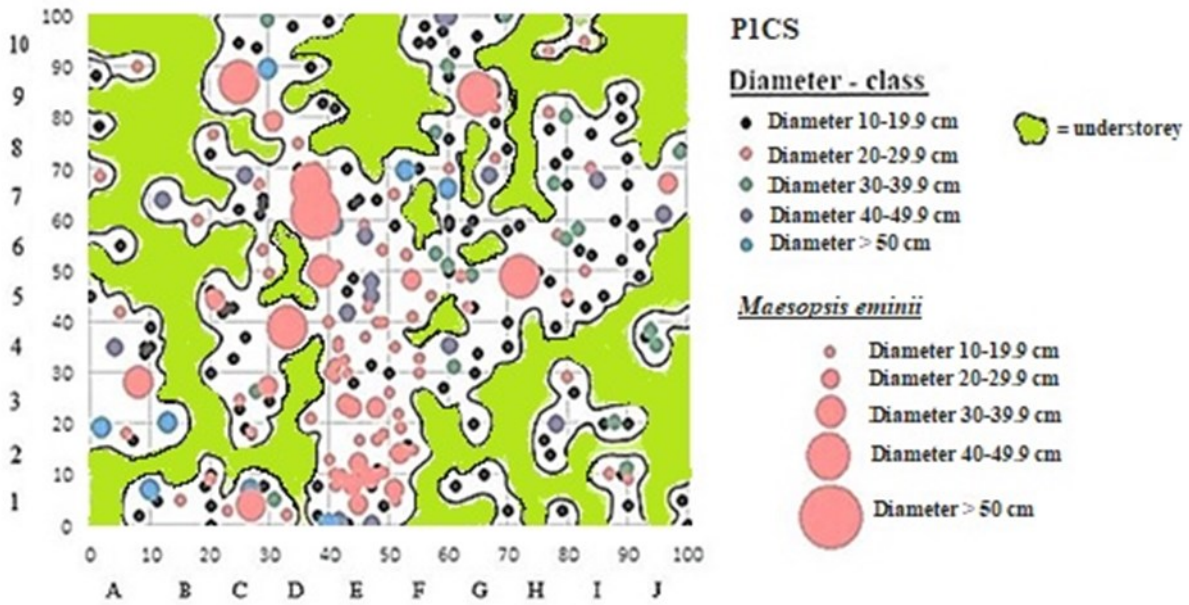 100
10
90
9
80
8
70
7
60
6
50
5
40
4
30
3
20
2
10
1
0
0 10 20 30 40 50 60 70 80 90 100
A B C D E F G H I J
PICS
Diameter - class
Diameter 10-19.9 cm
Diameter 20-29.9 cm
Diameter 30-39.9 cm
Diameter 40-49.9 cm
Diameter > 50 cm
= understorey
Maesopsis eminii
Diameter 10-19.9 cm
Diameter 20-29.9 cm
Diameter 30-39.9 cm
Diameter 40-49.9 cm
Diameter > 50 cm